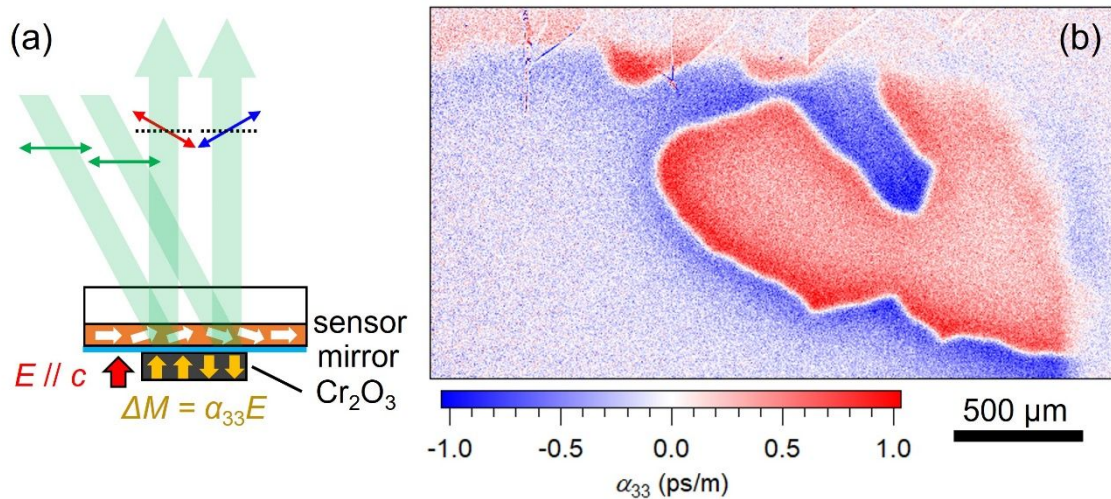 (a)
sensor
mirror
E // c
Cr₂O₃
ΔM = α₃₃E
(b)
-1.0 -0.5 0.0 0.5 1.0
α₃₃ (ps/m)
500 μm